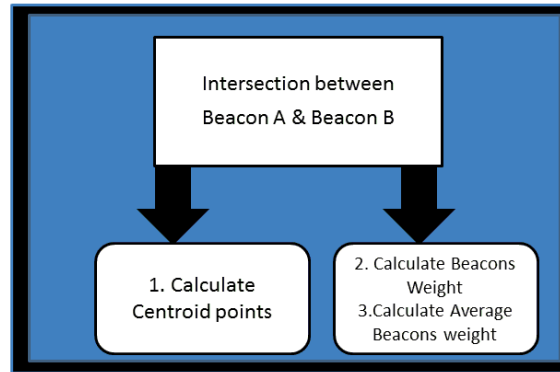 Intersection between
Beacon A & Beacon B
1. Calculate
Centroid points
2. Calculate Beacons
Weight
3.Calculate Average
Beacons weight